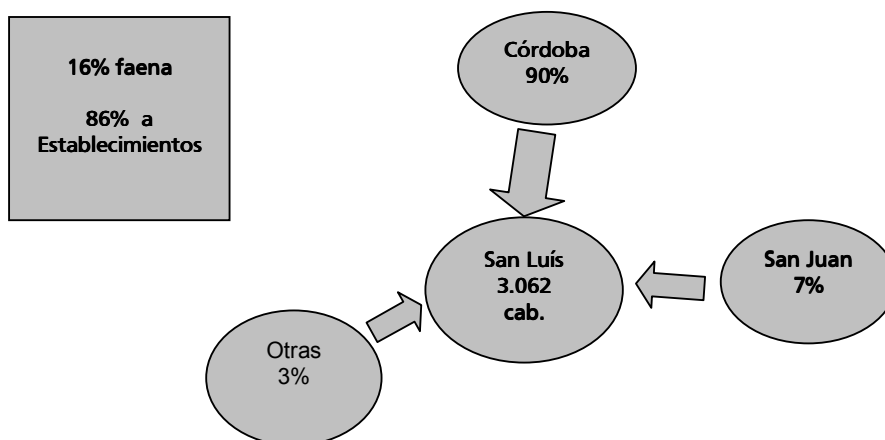 16% faena
86% a
Establecimientos
Córdoba
90%
San Luís
3.062
cab.
San Juan
7%
Otras
3%